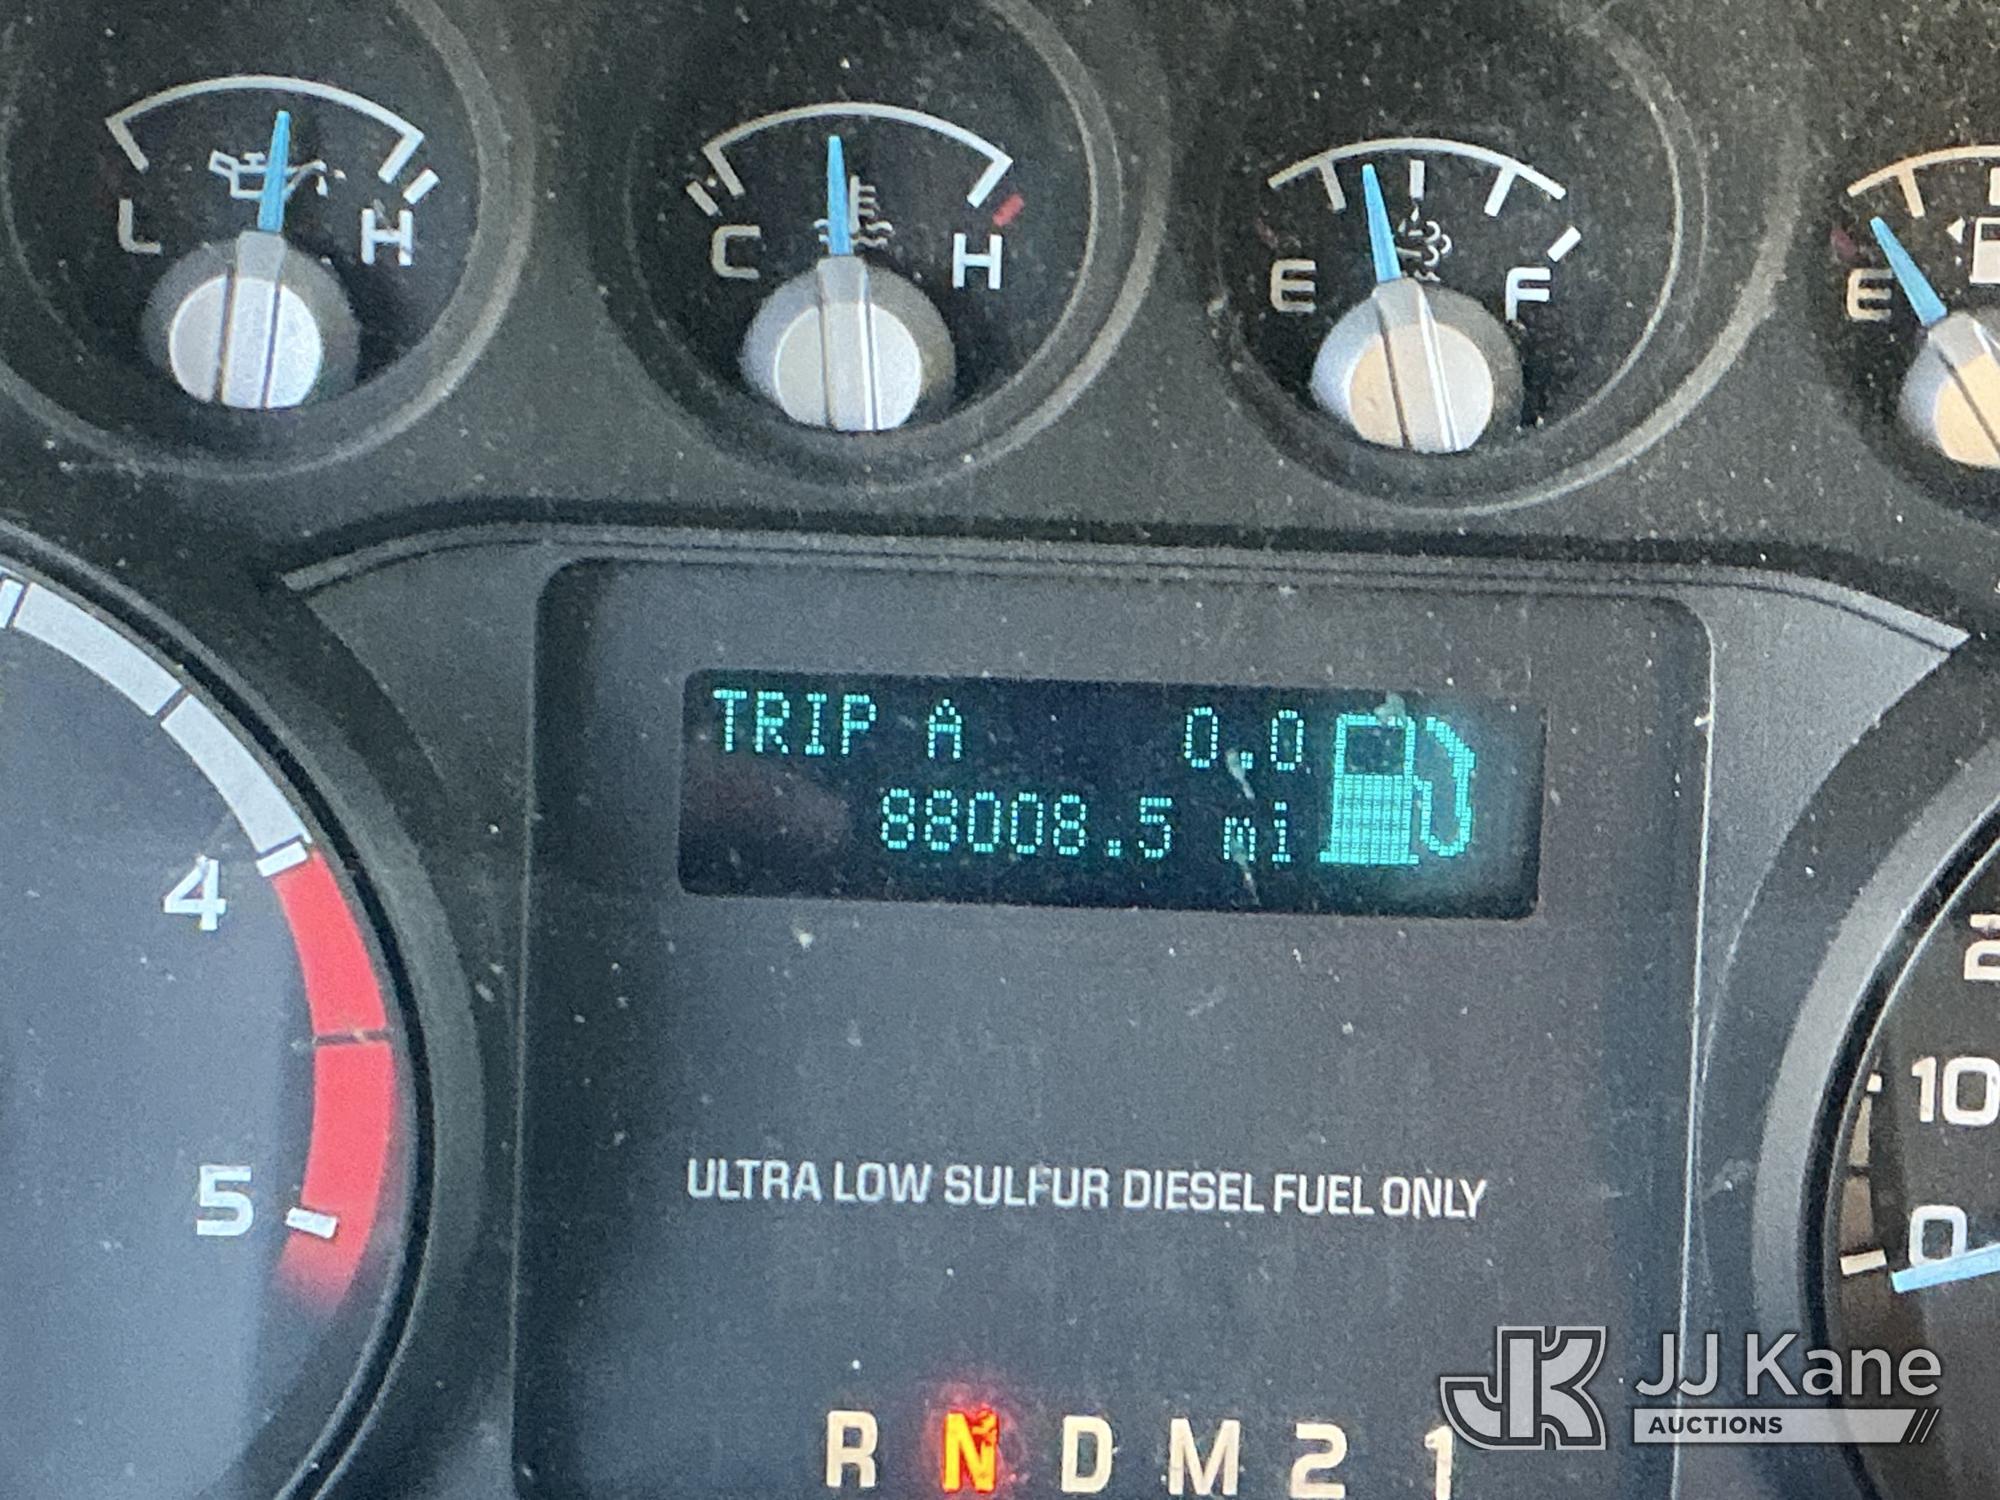 L H
C H
E F
E
TRIP A 0.0
88008.5 mi
4
5
10
0
ULTRA LOW SULFUR DIESEL FUEL ONLY
R N D M 2 1
JK
JJ Kane
AUCTIONS